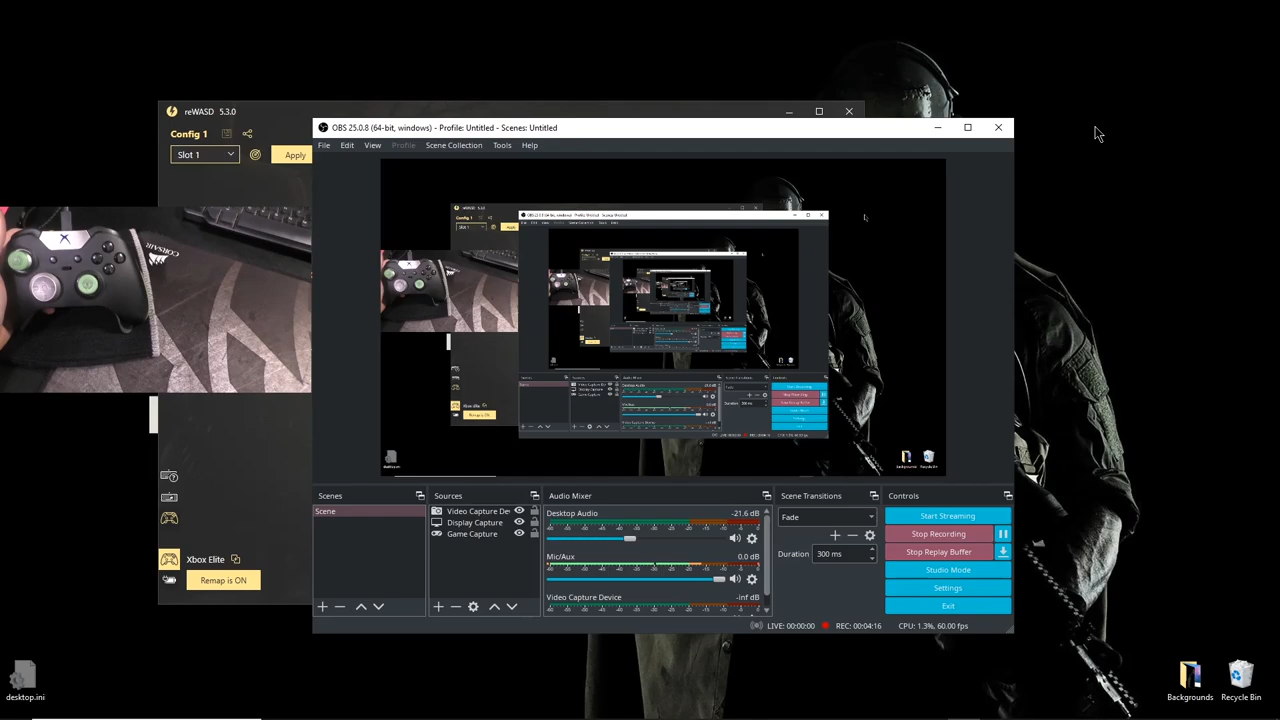 reWASD 5.3.0
Config 1
Slot 1
Apply
OBS 25.0.8 (64-bit, windows) - Profile: Untitled - Scenes: Untitled
File Edit View Profile Scene Collection Tools Help
CORSAIR
Xbox Elite
Remap is ON
Scenes
Scene
Sources
Video Capture De
Display Capture
Game Capture
Audio Mixer
Desktop Audio -21.6 dB
Mic/Aux 0.0 dB
Video Capture Device -inf dB
Scene Transitions
Fade
Duration 300 ms
Controls
Start Streaming
Stop Recording
Stop Replay Buffer
Studio Mode
Settings
Exit
LIVE: 00:00:00 REC: 00:04:16 CPU: 1.3%, 60.00 fps
desktop.ini
Backgrounds
Recycle Bin